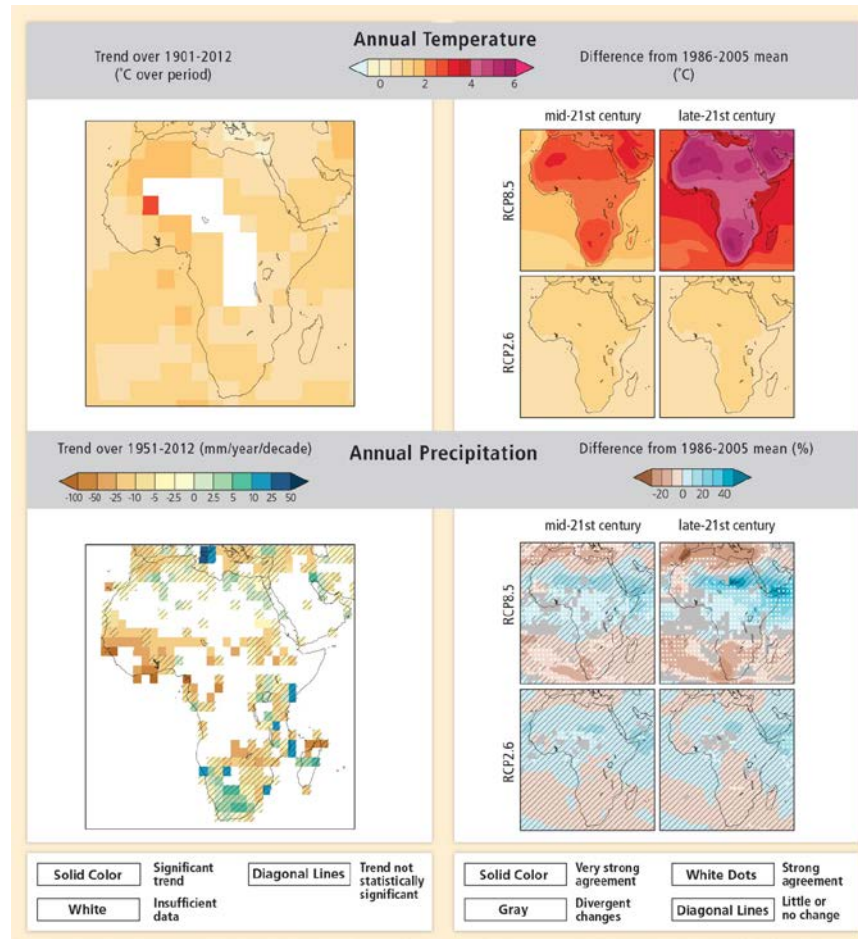 Annual Temperature
Trend over 1901-2012
(˚C over period)
0 2 4 6
Difference from 1986-2005 mean
(˚C)
mid-21st century
late-21st century
RCP8.5
RCP2.6
Annual Precipitation
Trend over 1951-2012 (mm/year/decade)
-100 -50 -25 -10 -5 -2.5 0 2.5 5 10 25 50
Difference from 1986-2005 mean (%)
-20 0 20 40
mid-21st century
late-21st century
RCP8.5
RCP2.6
Solid Color
Significant
trend
Diagonal Lines
Trend not
statistically
significant
White
Insufficient
data
Solid Color
Very strong
agreement
White Dots
Strong
agreement
Gray
Divergent
changes
Diagonal Lines
Little or
no change